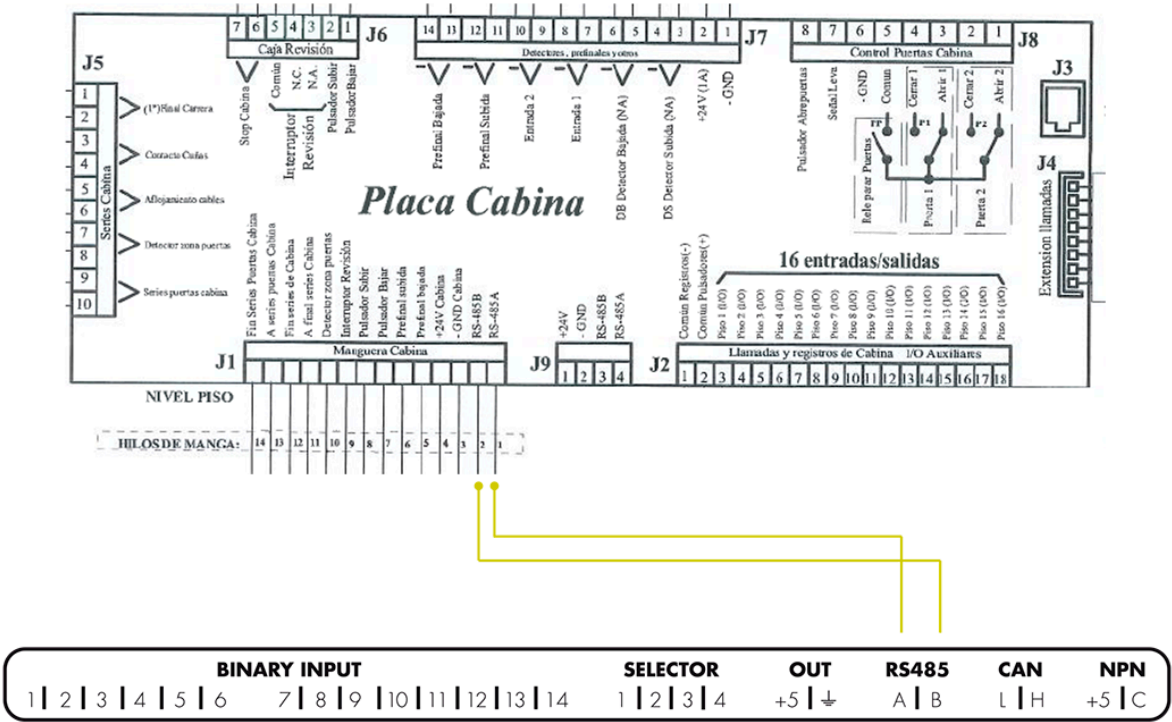 7 6 5 4 3 2 1 J6
Caja Revisión
Stop Cabina
Común
N.C.
N.A.
Interruptor
Revisión
Pulsador Subir
Pulsador Bajar
14 13 12 11 10 9 8 7 6 5 4 3 2 1 J7
Detectores, prefinales y otros
Prefinal Bajada
Prefinal Subida
Entrada 2
Entrada 1
DB Detector Bajada (NA)
DS Detector Subida (NA)
+24V (1A)
- GND
8 7 6 5 4 3 2 1 J8
Control Puertas Cabina
Pulsador Abrepuertas
Señal Leva
- GND
Comun
Cerrar 1
Abrir 1
Cerrar 2
Abrir 2
FP P1 P2
Rele parar Puertas
Puerta 1
Puerta 2
J5
1
2
3
4
5
6
7
8
9
10
Series Cabina
(1ª)Final Carrera
Contacto Cuñas
Aflojamiento cables
Detector zona puertas
Series puertas cabina
J3
J4
Extension llamadas
Placa Cabina
16 entradas/salidas
Fin Series Puertas Cabina
A series puertas Cabina
Fin series de Cabina
A final series Cabina
Detector zona puertas
Interruptor Revisión
Pulsador Subir
Pulsador Bajar
Prefinal subida
Prefinal bajada
+24V Cabina
- GND Cabina
RS-485B
RS-485A
J1 Manguera Cabina
+24V
- GND
RS-485B
RS-485A
J9
1 2 3 4
Común Registros(-)
Común Pulsadores(+)
Piso 1 (I/O)
Piso 2 (I/O)
Piso 3 (I/O)
Piso 4 (I/O)
Piso 5 (I/O)
Piso 6 (I/O)
Piso 7 (I/O)
Piso 8 (I/O)
Piso 9 (I/O)
Piso 10 (I/O)
Piso 11 (I/O)
Piso 12 (I/O)
Piso 13 (I/O)
Piso 14 (I/O)
Piso 15 (I/O)
Piso 16 (I/O)
J2 Llamadas y registros de Cabina I/O Auxiliares
1 2 3 4 5 6 7 8 9 10 11 12 13 14 15 16 17 18
NIVEL PISO
HILOS DE MANGA: 14 13 12 11 10 9 8 7 6 5 4 3 2 1
BINARY INPUT SELECTOR OUT RS485 CAN NPN
1 2 3 4 5 6 7 8 9 10 11 12 13 14 1 2 3 4 +5 A B L H +5 C